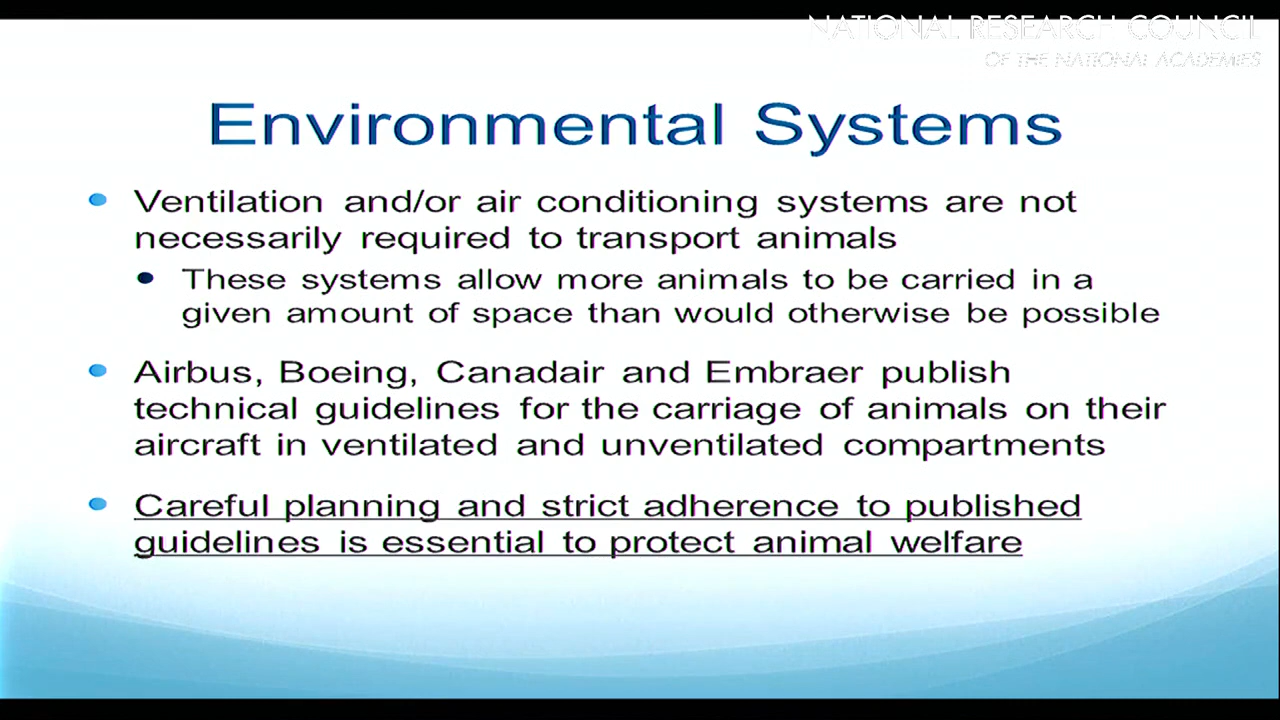 NATIONAL RESEARCH COUNCIL
OF THE NATIONAL ACADEMIES
Environmental Systems
Ventilation and/or air conditioning systems are not
necessarily required to transport animals
These systems allow more animals to be carried in a
given amount of space than would otherwise be possible
Airbus, Boeing, Canadair and Embraer publish
technical guidelines for the carriage of animals on their
aircraft in ventilated and unventilated compartments
Careful planning and strict adherence to published
guidelines is essential to protect animal welfare